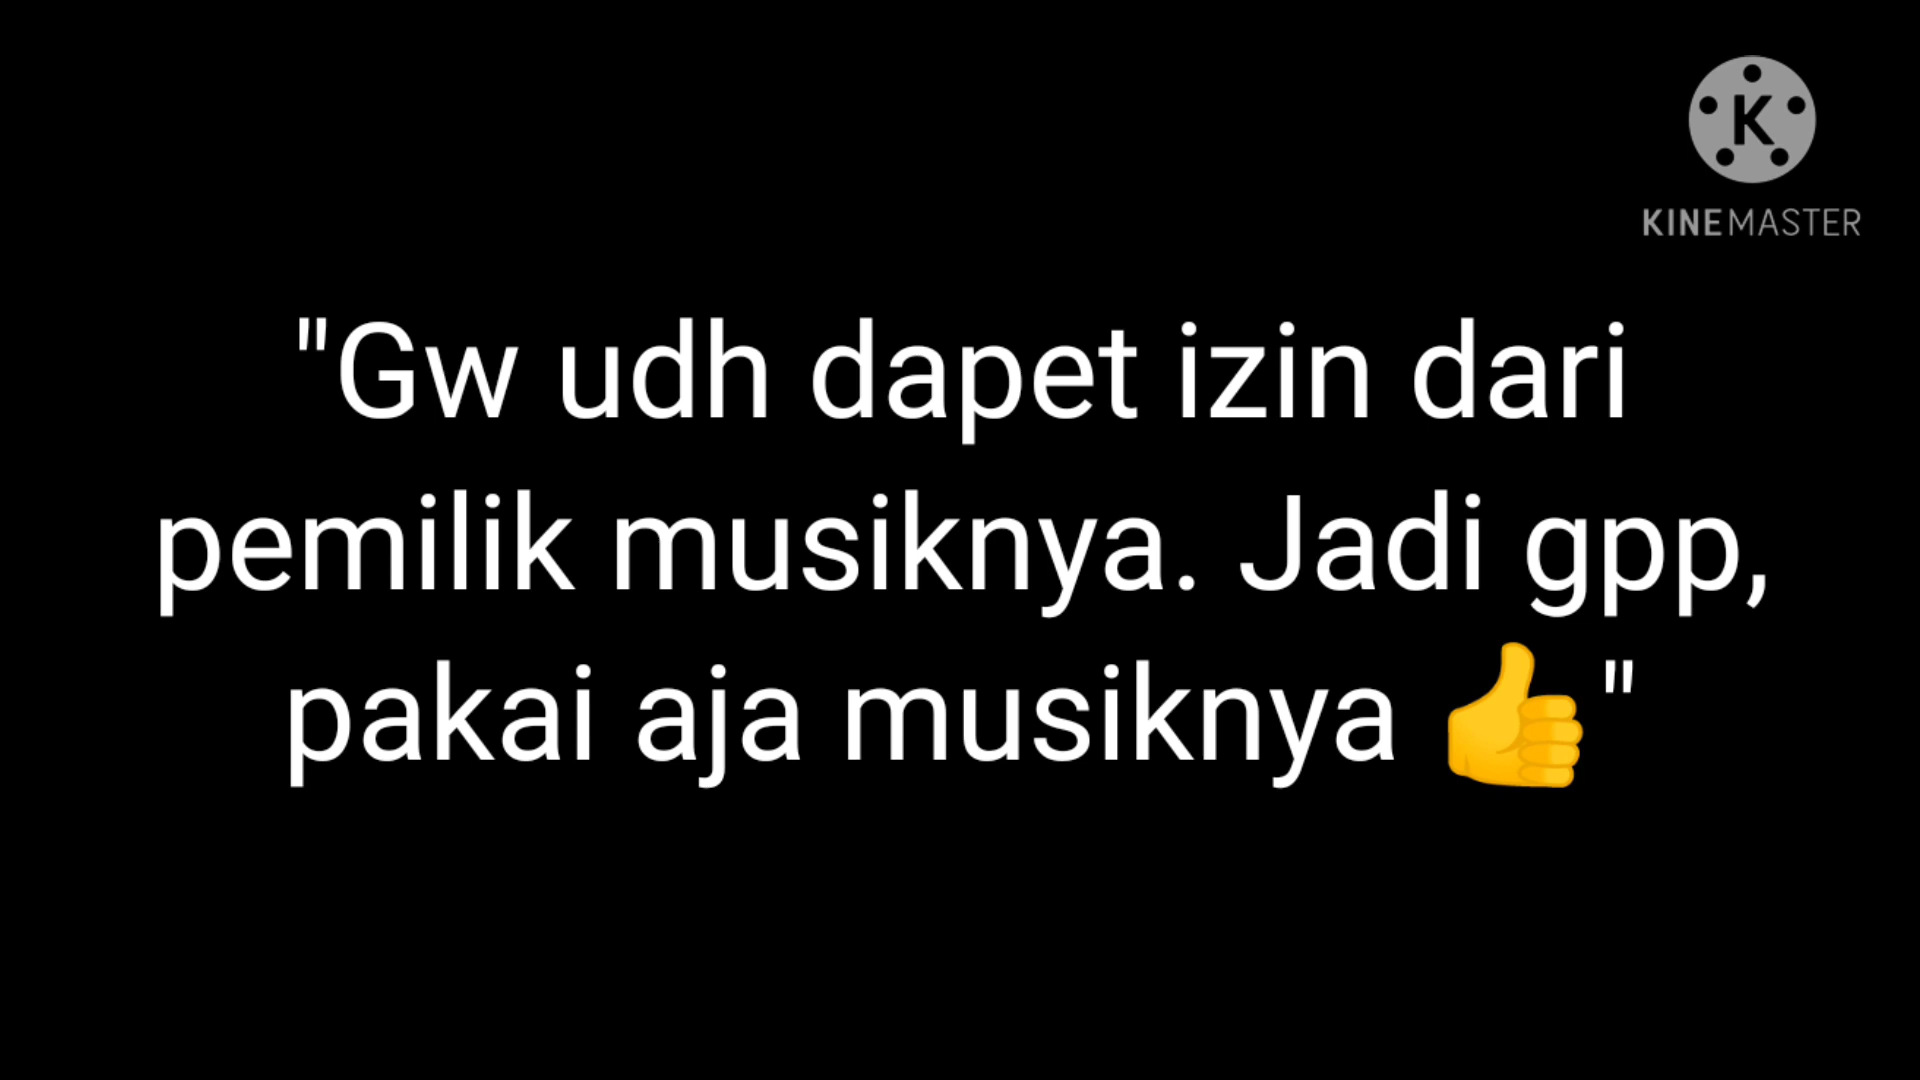 K
KINEMASTER
"Gw udh dapet izin dari
pemilik musiknya. Jadi gpp,
pakai aja musiknya 👍"